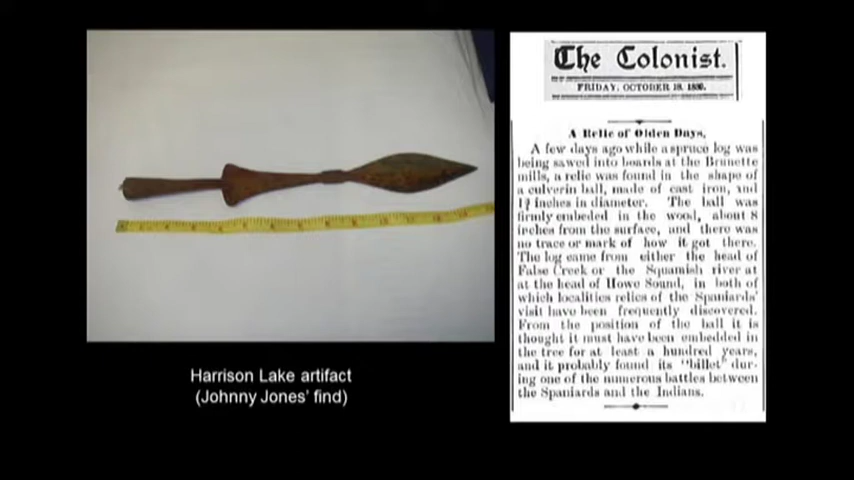 The Colonist.
FRIDAY, OCTOBER 18.
A Relic of Olden Days.
A few days ago while a spruce log was
being sawed into boards at the Brunette
mills, a relic was found in the shape of
a culverin ball, made of cast iron, and
inches in diameter. The ball was
firmly embeded in the wood, about 8
inches from the surface, and there was
no trace or mark of how it got there.
The log came from either the head of
False Creek or the Squamish river at
at the head of Howe Sound, in both of
which localities relics of the Spaniards'
visit have been frequently discovered.
From the position of the ball it is
thought it must have been embedded in
the tree for at least a hundred years,
and it probably found its "billet" dur-
ing one of the numerous battles between
the Spaniards and the Indians.
Harrison Lake artifact
(Johnny Jones' find)